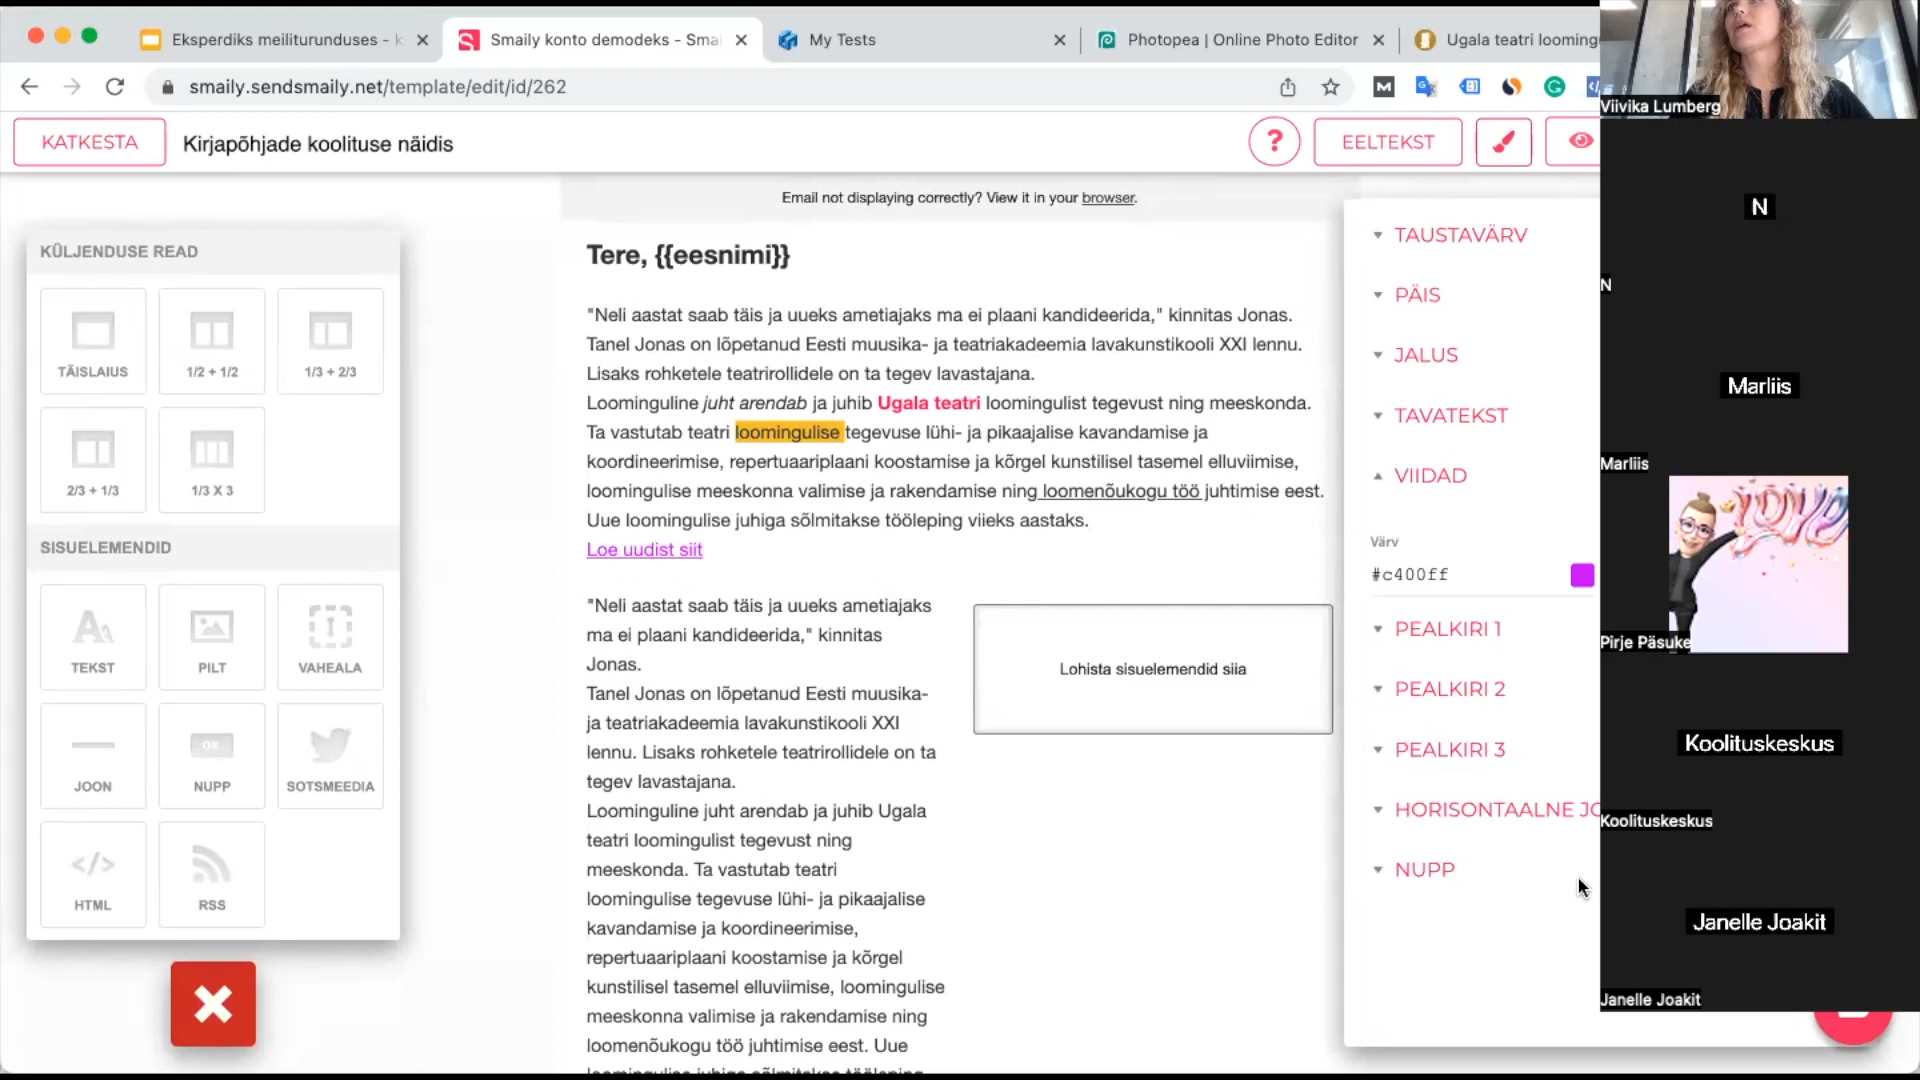 Eksperdiks meiliturunduses - k
Smaily konto demodeks - Smai
My Tests
Photopea | Online Photo Editor
Ugala teatri looming
smaily.sendsmaily.net/template/edit/id/262
KATKESTA
Kirjapõhjade koolituse näidis
?
EELTEKST
Email not displaying correctly? View it in your browser.
KÜLJENDUSE READ
TÄISLAIUS
1/2 + 1/2
1/3 + 2/3
2/3 + 1/3
1/3 X 3
SISUELEMENDID
TEKST
PILT
VAHEALA
JOON
OK
NUPP
SOTSMEEDIA
HTML
RSS
Tere, {{eesnimi}}
"Neli aastat saab täis ja uueks ametiajaks ma ei plaani kandideerida," kinnitas Jonas.
Tanel Jonas on lõpetanud Eesti muusika- ja teatriakadeemia lavakunstikooli XXI lennu.
Lisaks rohketele teatrirollidele on ta tegev lavastajana.
Loominguline juht arendab ja juhib Ugala teatri loomingulist tegevust ning meeskonda.
Ta vastutab teatri loomingulise tegevuse lühi- ja pikaajalise kavandamise ja
koordineerimise, repertuaariplaani koostamise ja kõrgel kunstilisel tasemel elluviimise,
loomingulise meeskonna valimise ja rakendamise ning loomenõukogu töö juhtimise eest.
Uue loomingulise juhiga sõlmitakse tööleping viieks aastaks.
Loe uudist siit
"Neli aastat saab täis ja uueks ametiajaks
ma ei plaani kandideerida," kinnitas
Jonas.
Tanel Jonas on lõpetanud Eesti muusika-
ja teatriakadeemia lavakunstikooli XXI
lennu. Lisaks rohketele teatrirollidele on ta
tegev lavastajana.
Loominguline juht arendab ja juhib Ugala
teatri loomingulist tegevust ning
meeskonda. Ta vastutab teatri
loomingulise tegevuse lühi- ja pikaajalise
kavandamise ja koordineerimise,
repertuaariplaani koostamise ja kõrgel
kunstilisel tasemel elluviimise, loomingulise
meeskonna valimise ja rakendamise ning
loomenõukogu töö juhtimise eest. Uue
Lohista sisuelemendid siia
TAUSTAVÄRV
PÄIS
JALUS
TAVATEKST
VIIDAD
Värv
#c400ff
PEALKIRI 1
PEALKIRI 2
PEALKIRI 3
HORISONTAALNE JO
NUPP
Viivika Lumberg
N
N
Marliis
Marliis
Pirje Päsuke
Koolituskeskus
Koolituskeskus
Janelle Joakit
Janelle Joakit